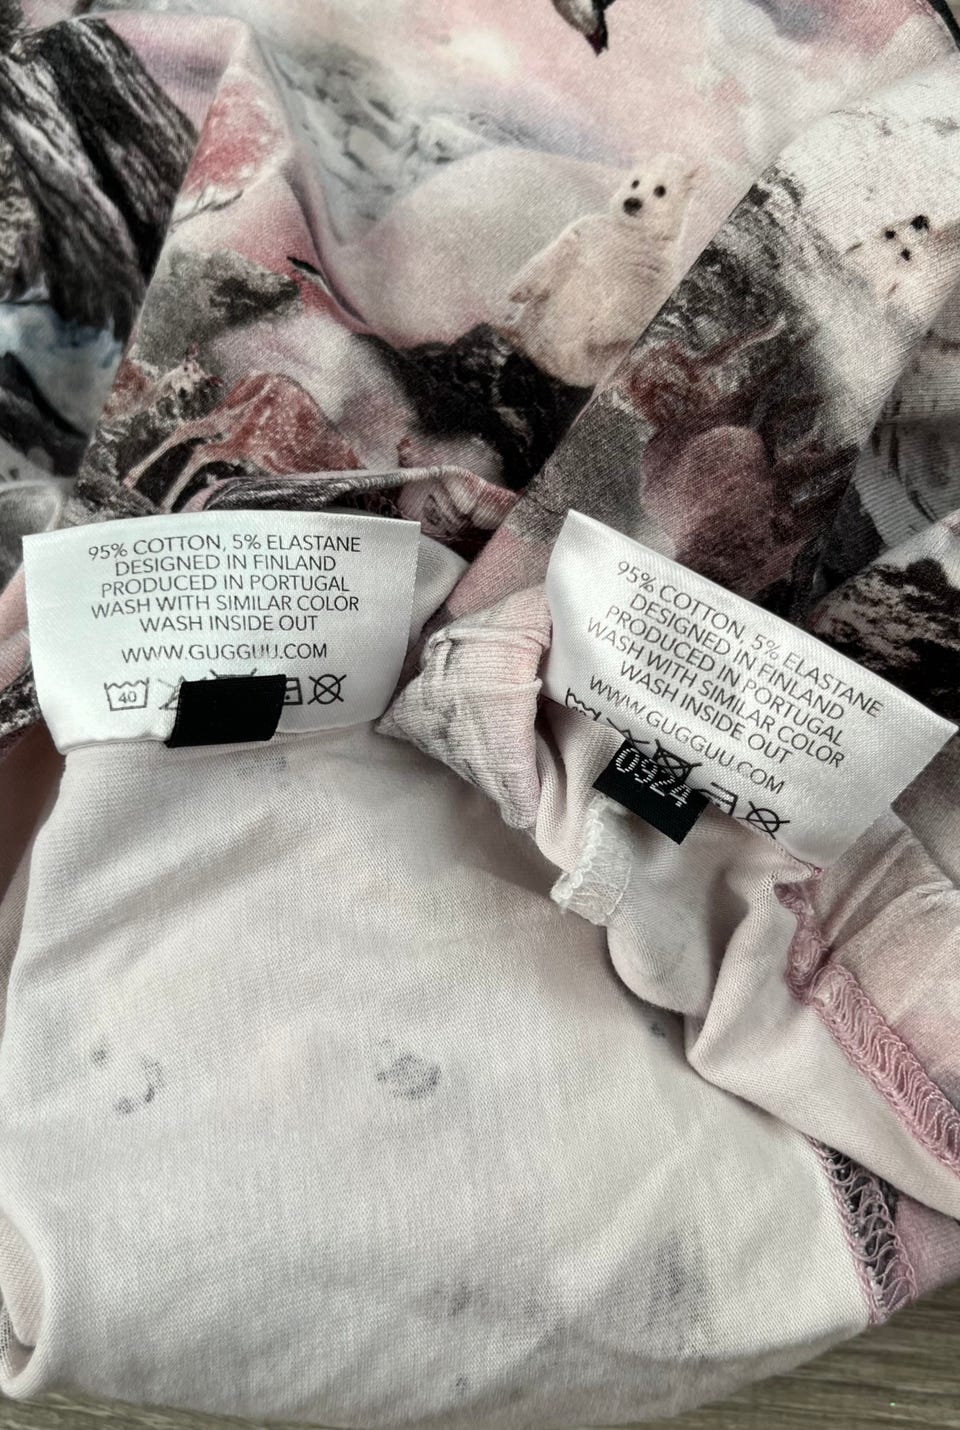 95% COTTON, 5% ELASTANE
DESIGNED IN FINLAND
PRODUCED IN PORTUGAL
WASH WITH SIMILAR COLOR
WASH INSIDE OUT
WWW.GUGGUU.COM
40
95% COTTON, 5% ELASTANE
DESIGNED IN FINLAND
PRODUCED IN PORTUGAL
WASH WITH SIMILAR COLOR
WASH INSIDE OUT
WWW.GUGGUU.COM
0924